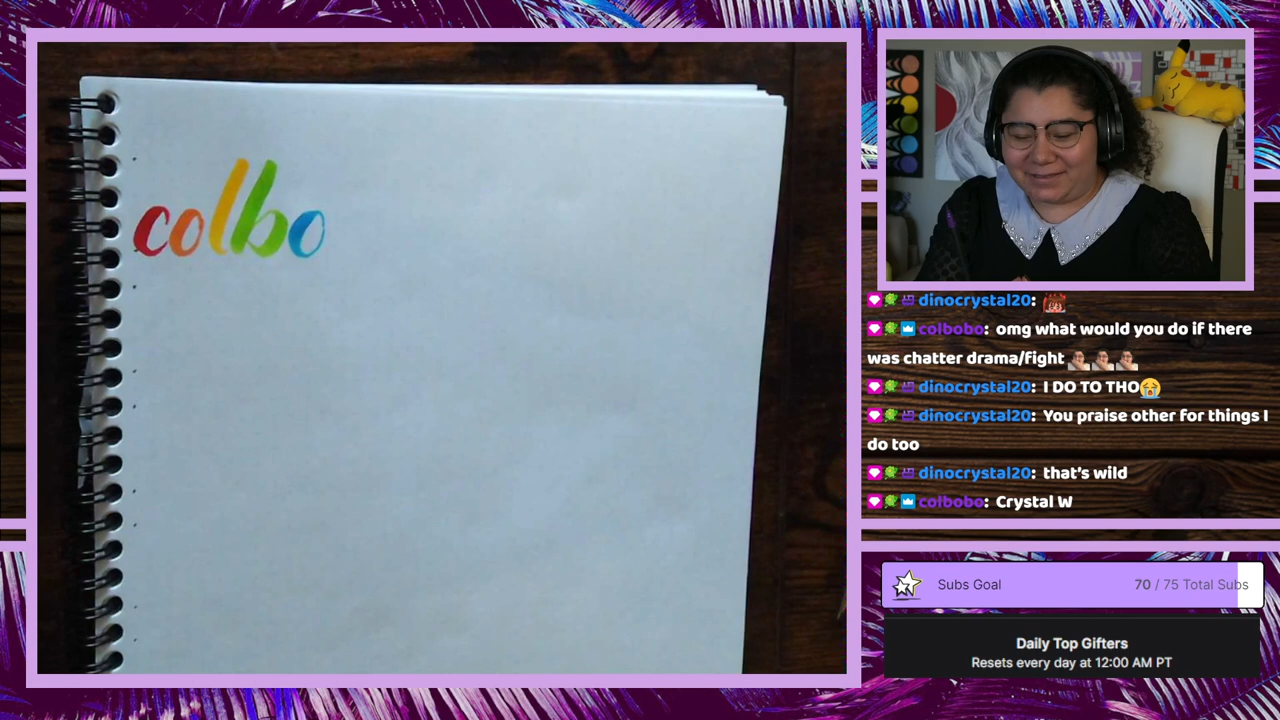 colbo
dinocrystal20:
colbobo: omg what would you do if there
was chatter drama/fight
dinocrystal20: I DO TO THO😭
dinocrystal20: You praise other for things I
do too
dinocrystal20: that's wild
colbobo: Crystal W
Subs Goal
70 / 75 Total Subs
Daily Top Gifters
Resets every day at 12:00 AM PT